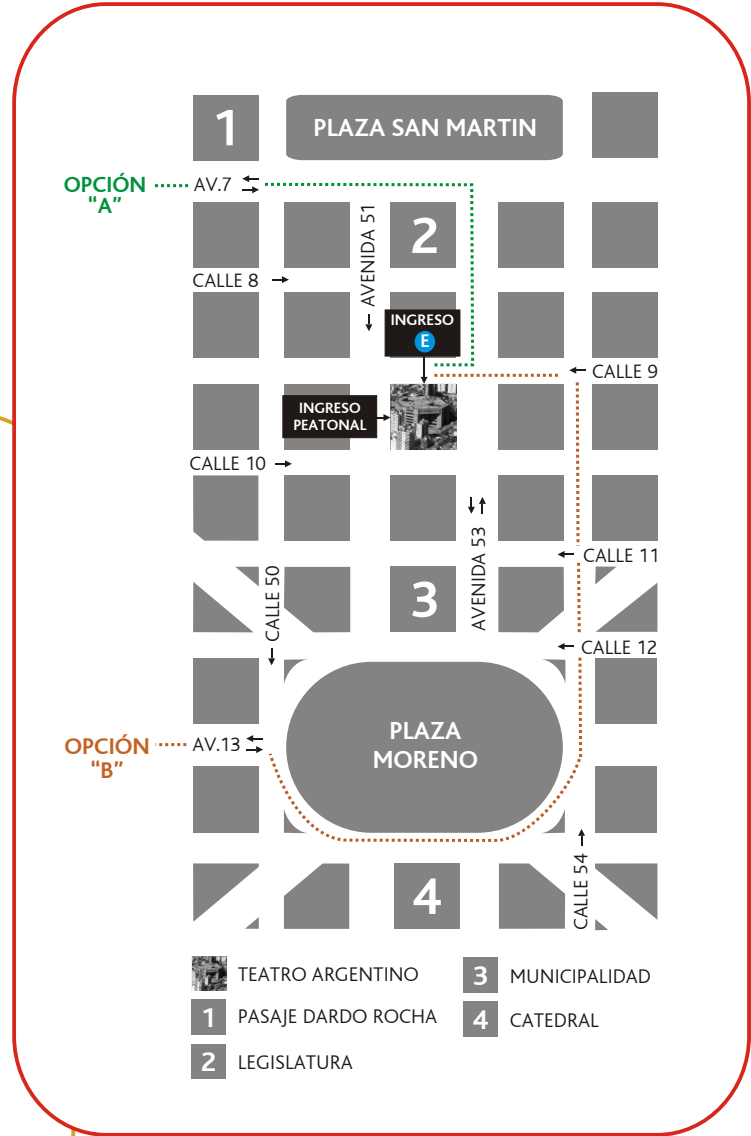 1
PLAZA SAN MARTIN
OPCIÓN
“A”
AV.7
AVENIDA 51
2
CALLE 8
INGRESO
E
CALLE 9
INGRESO
PEATONAL
CALLE 10
AVENIDA 53
CALLE 11
CALLE 50
3
CALLE 12
OPCIÓN
“B”
AV.13
PLAZA
MORENO
CALLE 54
4
TEATRO ARGENTINO
1 PASAJE DARDO ROCHA
2 LEGISLATURA
3 MUNICIPALIDAD
4 CATEDRAL